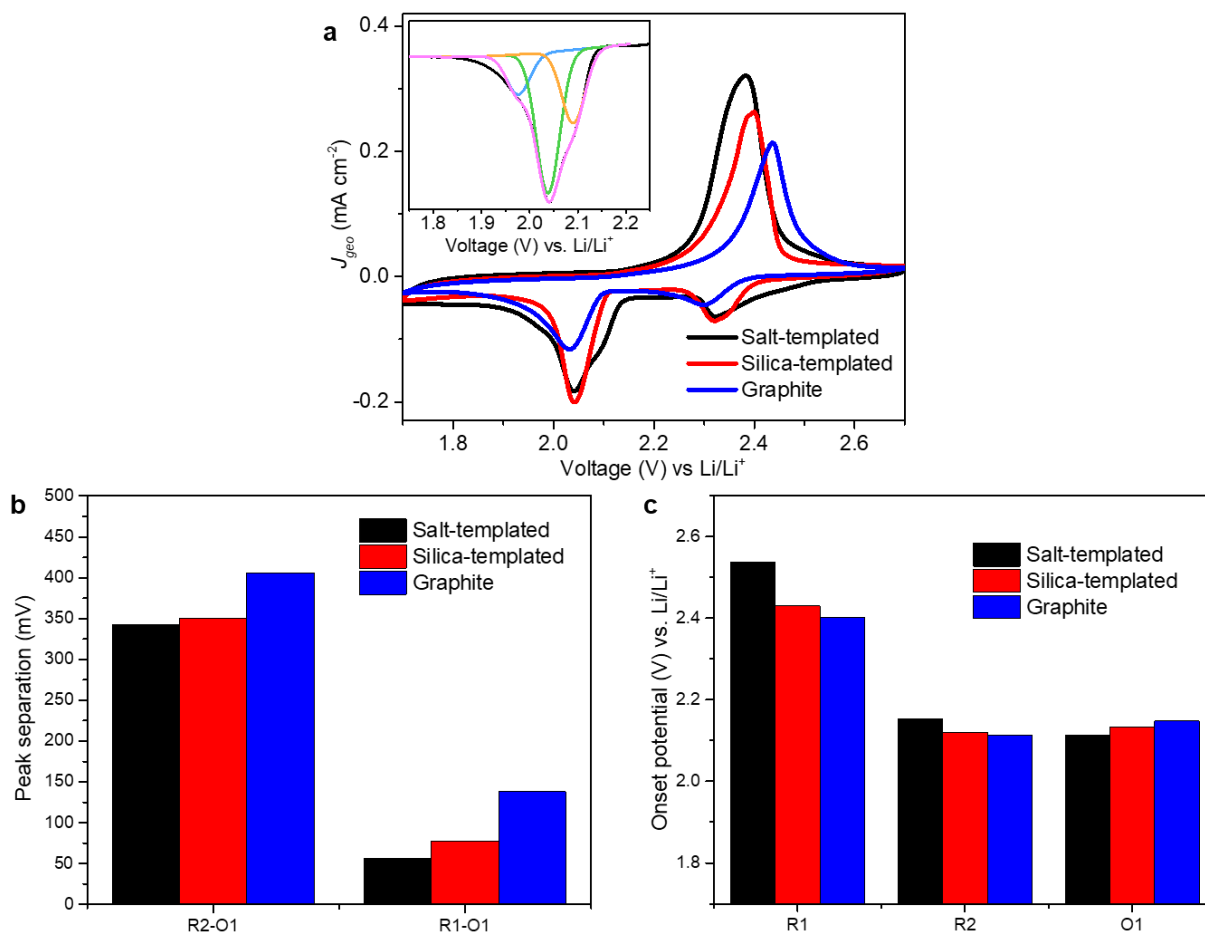 a
0.4
0.2
0.0
-0.2
J_geo (mA cm⁻²)
1.8 1.9 2.0 2.1 2.2
Voltage (V) vs. Li/Li⁺
Salt-templated
Silica-templated
Graphite
1.8 2.0 2.2 2.4 2.6
Voltage (V) vs Li/Li⁺
b
500
450
400
350
300
250
200
150
100
50
0
Peak separation (mV)
Salt-templated
Silica-templated
Graphite
R2-O1 R1-O1
c
2.6
2.4
2.2
2.0
1.8
Onset potential (V) vs. Li/Li⁺
Salt-templated
Silica-templated
Graphite
R1 R2 O1